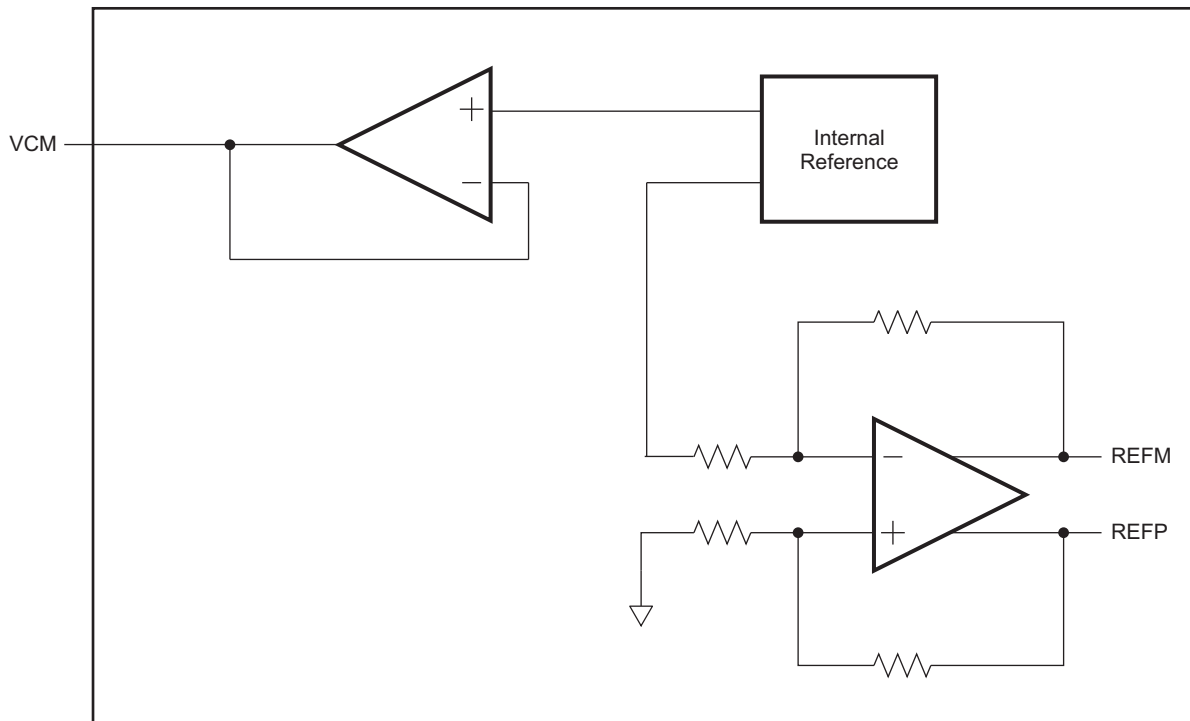 VCM
+
−
Internal
Reference
−
REFM
+
REFP